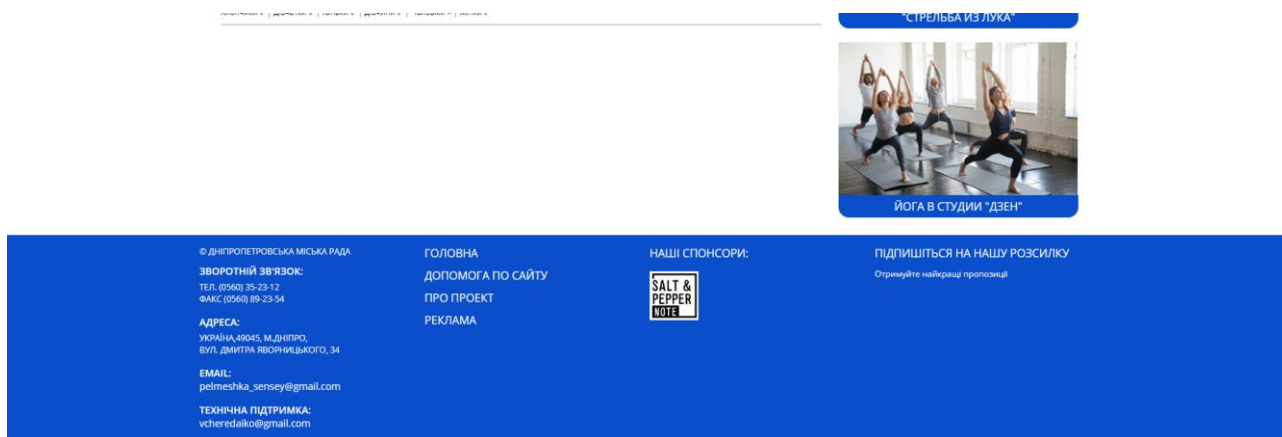 "СТРЕЛЬБА ИЗ ЛУКА"
ЙОГА В СТУДИИ "ДЗЕН"
© ДНІПРОПЕТРОВСЬКА МІСЬКА РАДА
ЗВОРОТНІЙ ЗВ'ЯЗОК:
ТЕЛ. (0560) 35-23-12
ФАКС (0560) 89-23-54
АДРЕСА:
УКРАЇНА,49045, М.ДНІПРО,
ВУЛ. ДМИТРА ЯВОРНИЦЬКОГО, 34
EMAIL:
pelmeshka_sensey@gmail.com
ТЕХНІЧНА ПІДТРИМКА:
vcheredaiko@gmail.com
ГОЛОВНА
ДОПОМОГА ПО САЙТУ
ПРО ПРОЕКТ
РЕКЛАМА
НАШІ СПОНСОРИ:
SALT &
PEPPER
NOTE
ПІДПИШІТЬСЯ НА НАШУ РОЗСИЛКУ
Отримуйте найкращі пропозиції